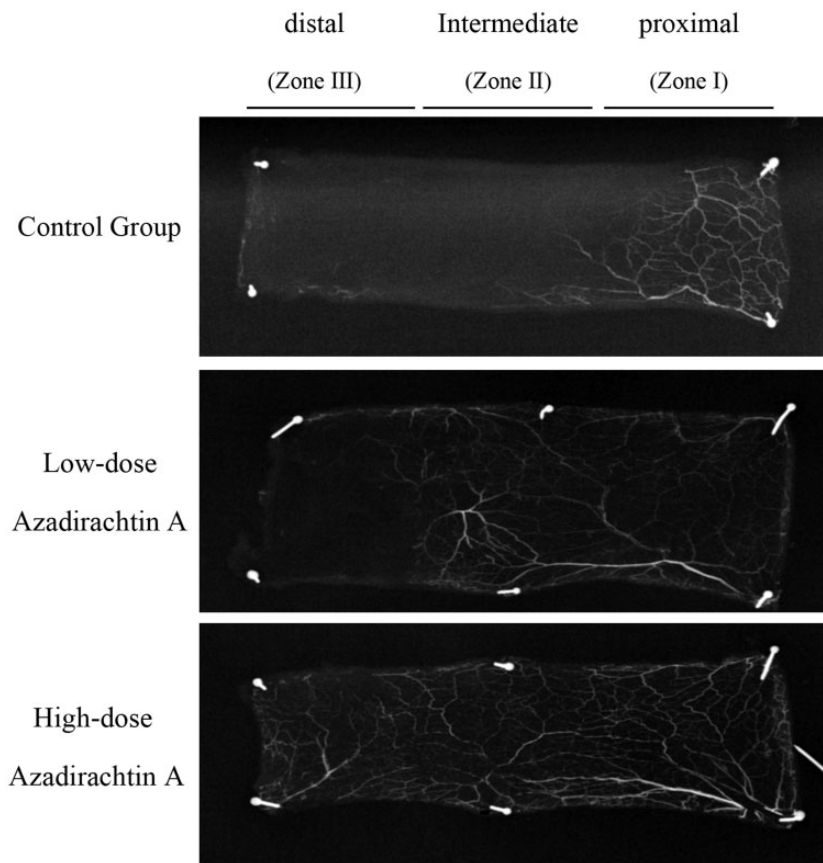 distal Intermediate proximal
(Zone III) (Zone II) (Zone I)
Control Group
Low-dose
Azadirachtin A
High-dose
Azadirachtin A